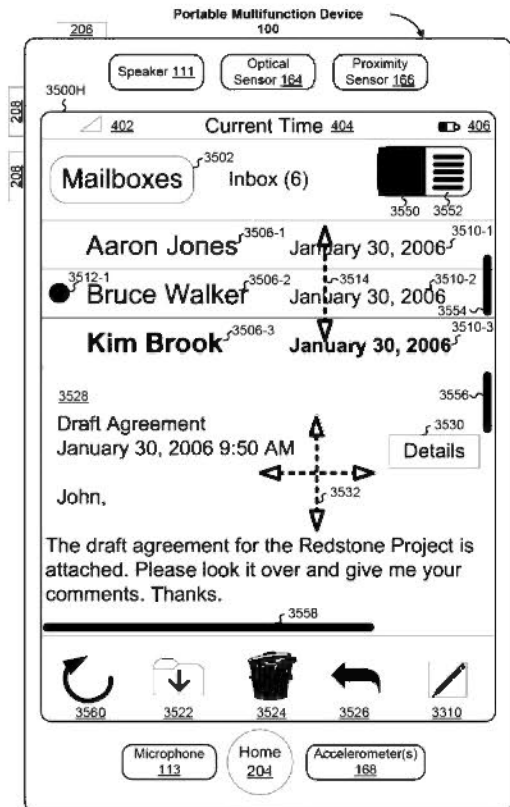 Portable Multifunction Device
206
100
Speaker 111
Optical Sensor 164
Proximity Sensor 166
3500H
208
402
Current Time 404
406
208
3502
Mailboxes
Inbox (6)
3550
3552
Aaron Jones
3506-1
January 30, 2006
3510-1
3512-1
Bruce Walker
3506-2
3514
January 30, 2006
3510-2
3554
Kim Brook
3506-3
January 30, 2006
3510-3
3528
3556
3530
Draft Agreement
January 30, 2006 9:50 AM
Details
3532
John,
The draft agreement for the Redstone Project is
attached. Please look it over and give me your
comments. Thanks.
3558
3560
3522
3524
3526
3310
Microphone 113
Home 204
Accelerometer(s) 168